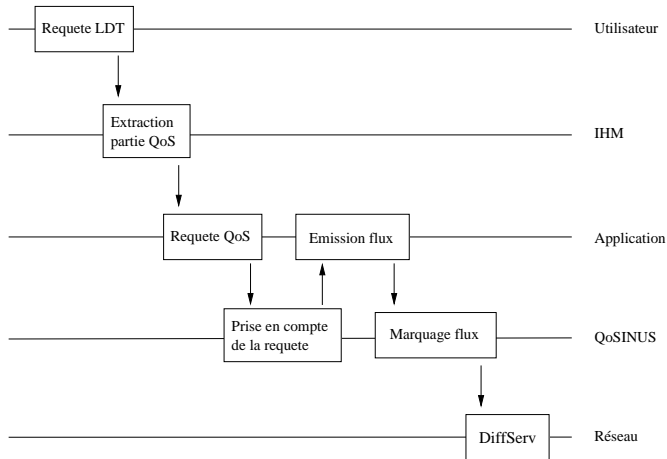 Requete LDT
Utilisateur
Extraction
partie QoS
IHM
Requete QoS
Emission flux
Application
Prise en compte
de la requete
Marquage flux
QoSINUS
DiffServ
Réseau